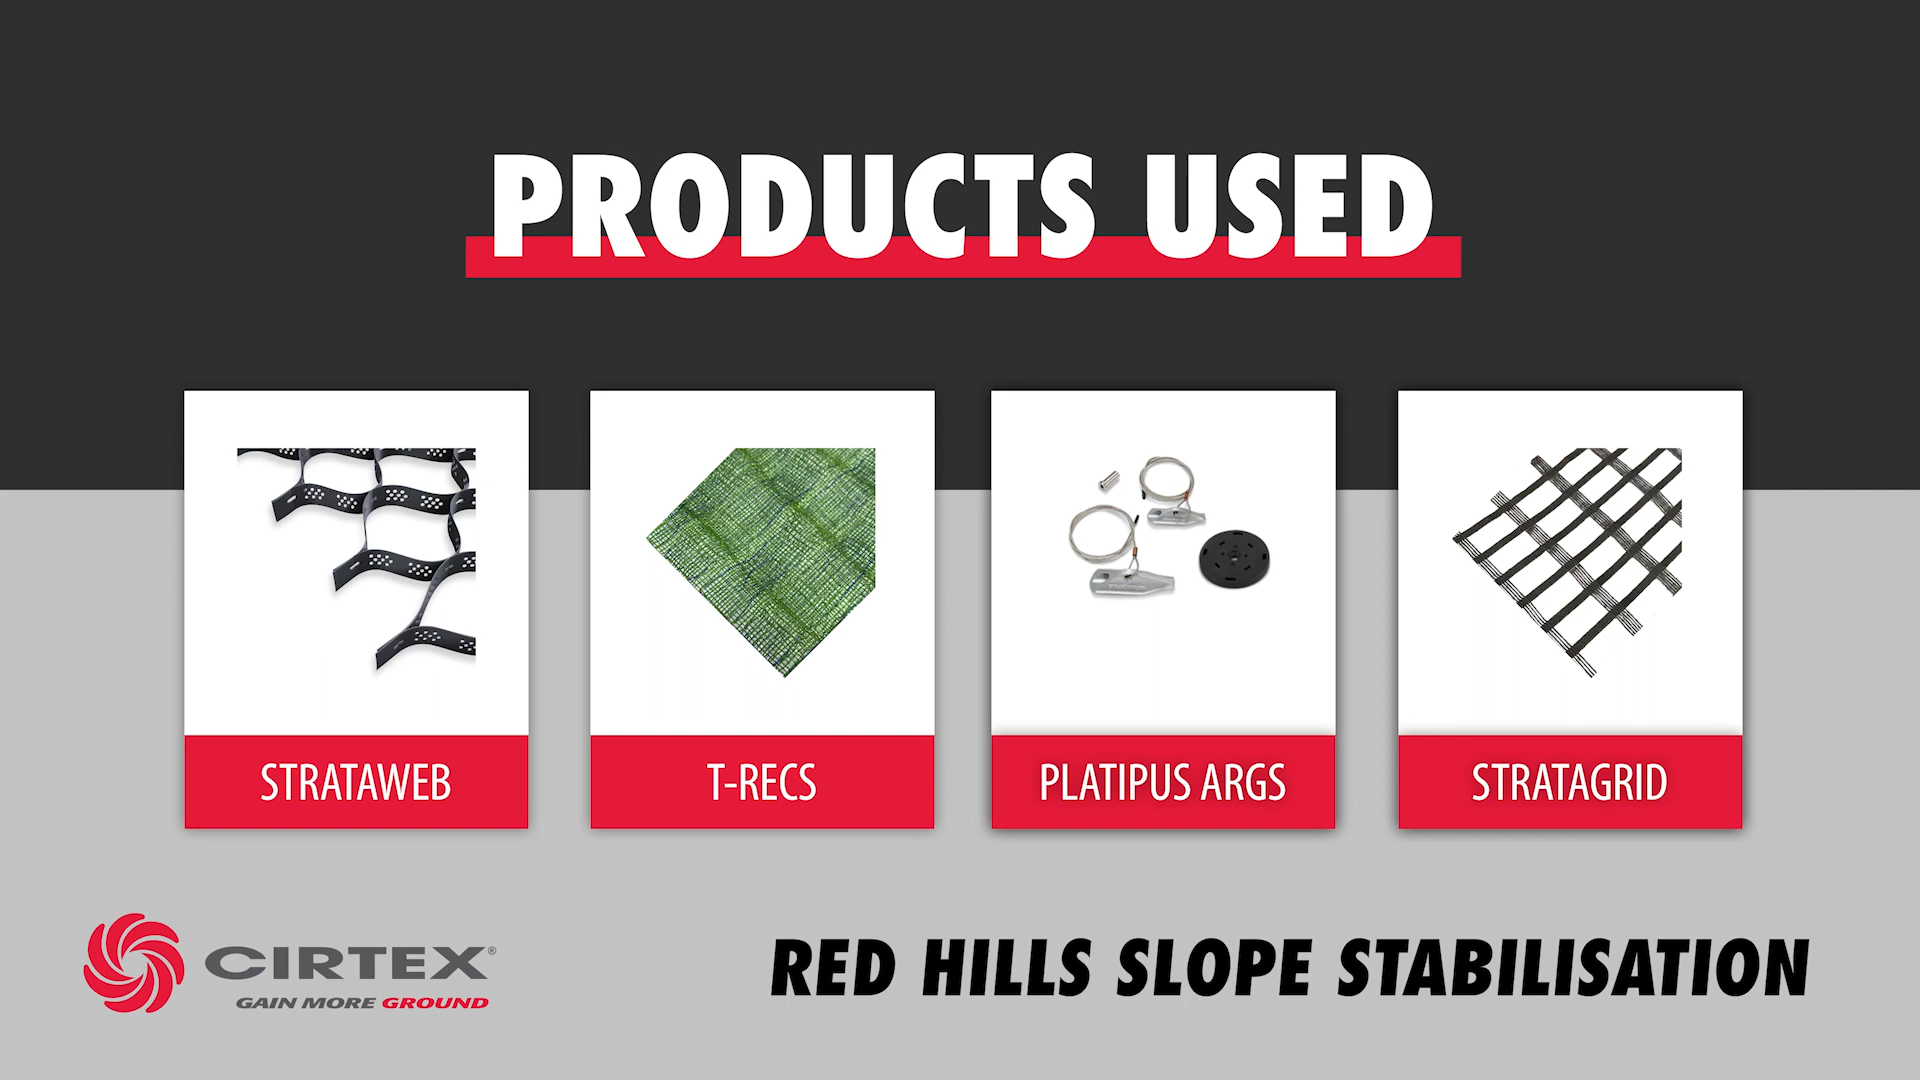 PRODUCTS USED
STRATAWEB
T-RECS
PLATIPUS ARGS
STRATAGRID
CIRTEX®
GAIN MORE GROUND
RED HILLS SLOPE STABILISATION